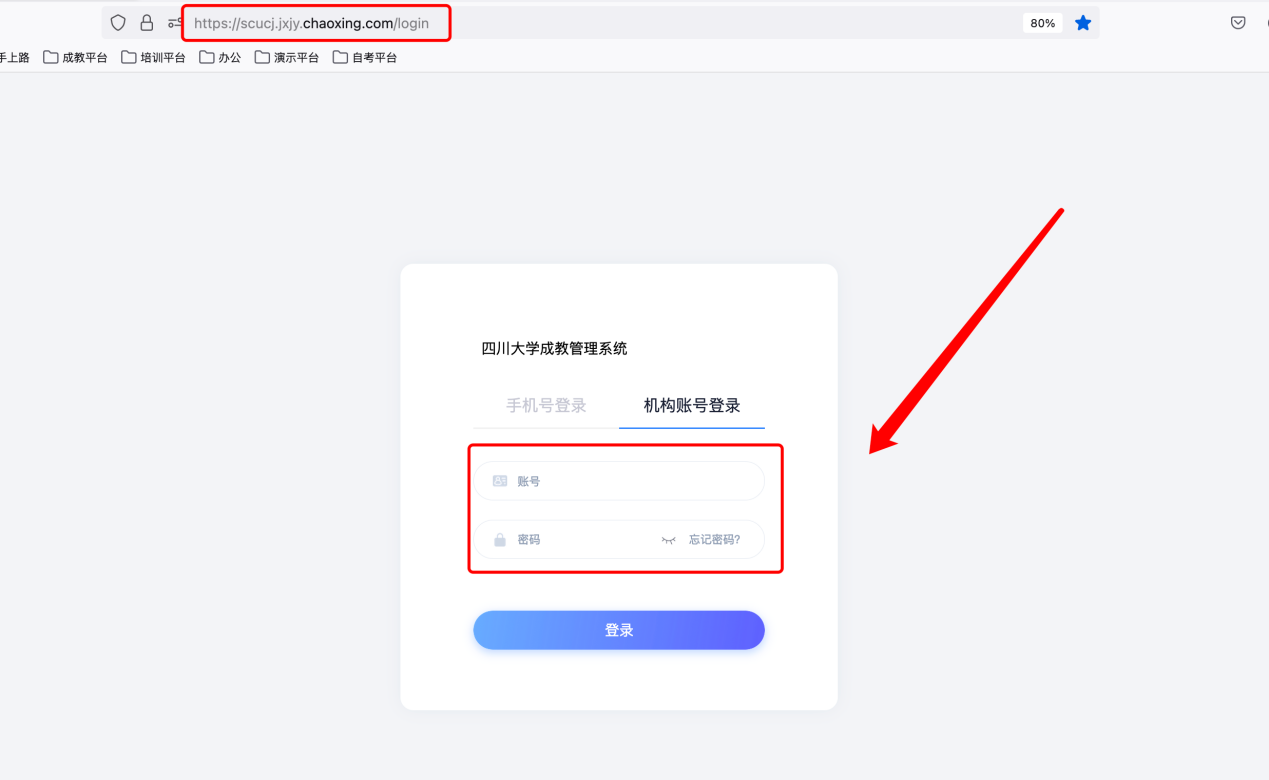 https://scucj.jxjy.chaoxing.com/login
80%
手上路 成教平台 培训平台 办公 演示平台 自考平台
四川大学成教管理系统
手机号登录 机构账号登录
账号
密码 忘记密码?
登录